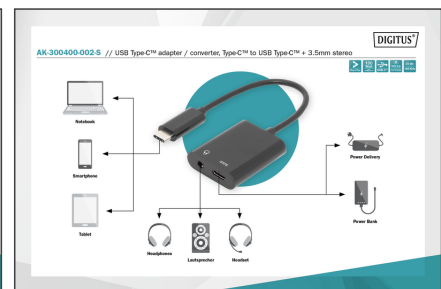 DIGITUS®
AK-300400-002-S // USB Type-C™ adapter / converter, Type-C™ to USB Type-C™ + 3.5mm stereo
Notebook
Smartphone
Tablet
Power Delivery
Power Bank
Headphones
Lautsprecher
Headset